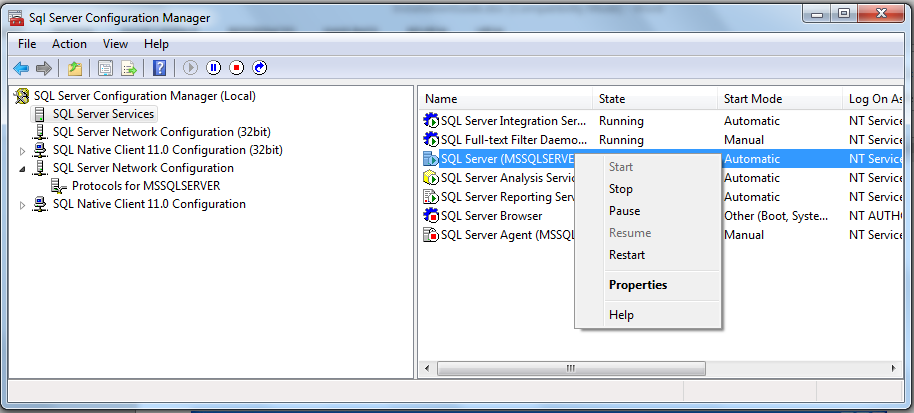 Sql Server Configuration Manager
File Action View Help
SQL Server Configuration Manager (Local)
SQL Server Services
SQL Server Network Configuration (32bit)
SQL Native Client 11.0 Configuration (32bit)
SQL Server Network Configuration
Protocols for MSSQLSERVER
SQL Native Client 11.0 Configuration
Name State Start Mode Log On As
SQL Server Integration Ser... Running Automatic NT Service
SQL Full-text Filter Daemo... Running Manual NT Service
SQL Server (MSSQLSERVE Automatic NT Service
SQL Server Analysis Servic Automatic NT Service
SQL Server Reporting Serv Automatic NT Service
SQL Server Browser Other (Boot, Syste... NT AUTHO
SQL Server Agent (MSSQL Manual NT Service
Start
Stop
Pause
Resume
Restart
Properties
Help